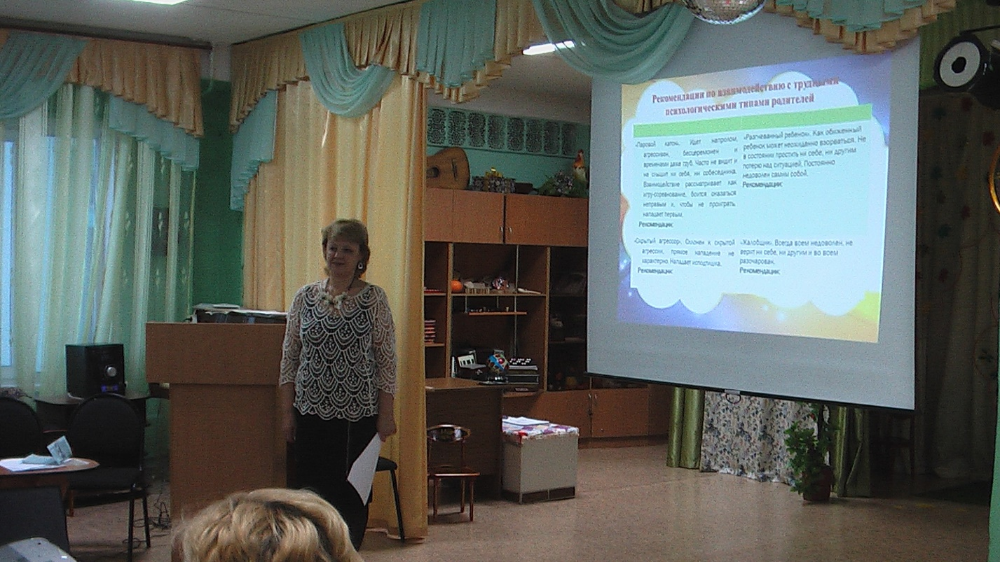 Рекомендации по взаимодействию с трудными
психологическими типами родителей
«Паровой каток». Идет напролом,
агрессивен, бесцеремонен и
временами даже груб. Часто не видит и
не слышит ни себя, ни собеседника.
Взаимодействие рассматривает как
игру-соревнование, боится оказаться
неправым и, чтобы не проиграть,
нападает первым.
Рекомендации:
«Разгневанный ребенок». Как обиженный
ребенок может неожиданно взорваться. Не
в состоянии простить ни себе, ни другим
потерю над ситуацией. Постоянно
недоволен самим собой.
Рекомендации:
«Скрытый агрессор». Склонен к скрытой
агрессии, прямое нападение не
характерно. Нападает исподтишка.
Рекомендации:
«Жалобщик». Всегда всем недоволен, не
верит ни себе, ни другим и во всем
разочарован.
Рекомендации: